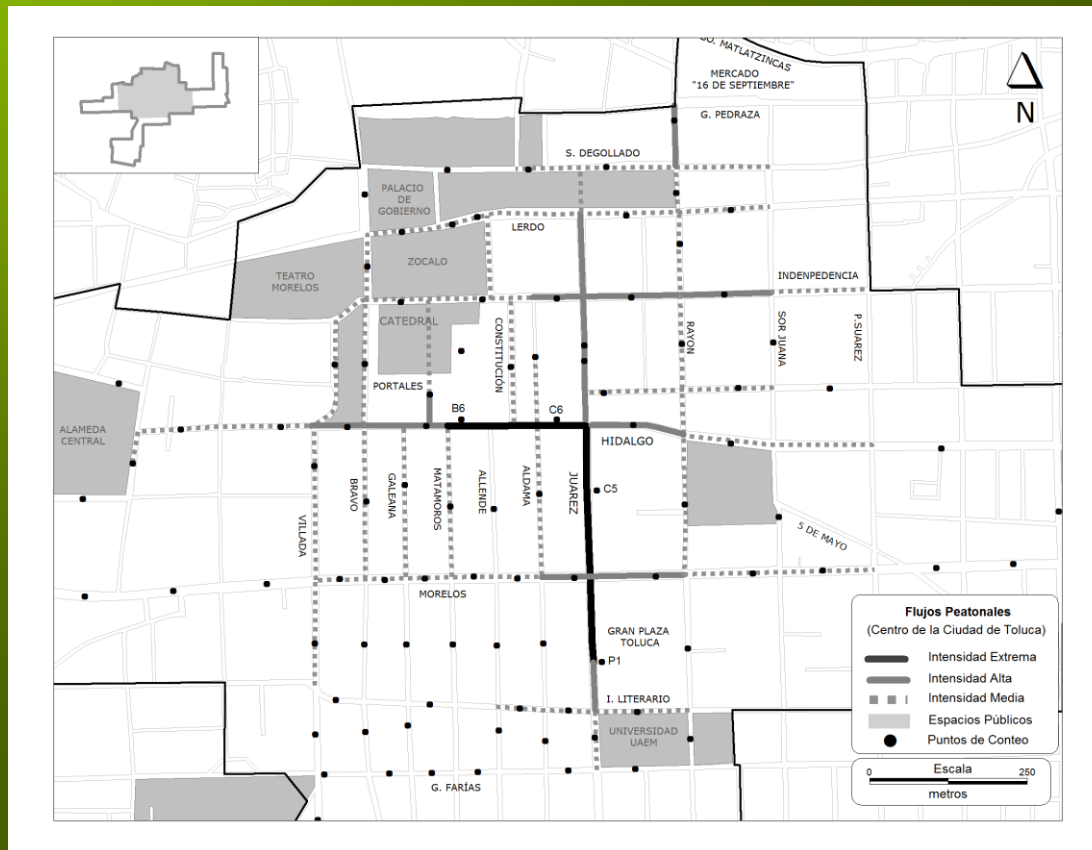 GO. MATLATZINCAS
MERCADO
"16 DE SEPTIEMBRE"
G. PEDRAZA
N
S. DEGOLLADO
PALACIO
DE
GOBIERNO
LERDO
ZOCALO
TEATRO
MORELOS
INDENPEDENCIA
CATEDRAL
CONSTITUCIÓN
RAYON
SOR JUANA
P.SUAREZ
PORTALES
B6
C6
ALAMEDA
CENTRAL
HIDALGO
VILLADA
BRAVO
GALEANA
MATAMOROS
ALLENDE
ALDAMA
JUAREZ
C5
5 DE MAYO
MORELOS
GRAN PLAZA
TOLUCA
P1
I. LITERARIO
UNIVERSIDAD
UAEM
G. FARÍAS
Flujos Peatonales
(Centro de la Ciudad de Toluca)
Intensidad Extrema
Intensidad Alta
Intensidad Media
Espacios Públicos
Puntos de Conteo
Escala
0 250
metros